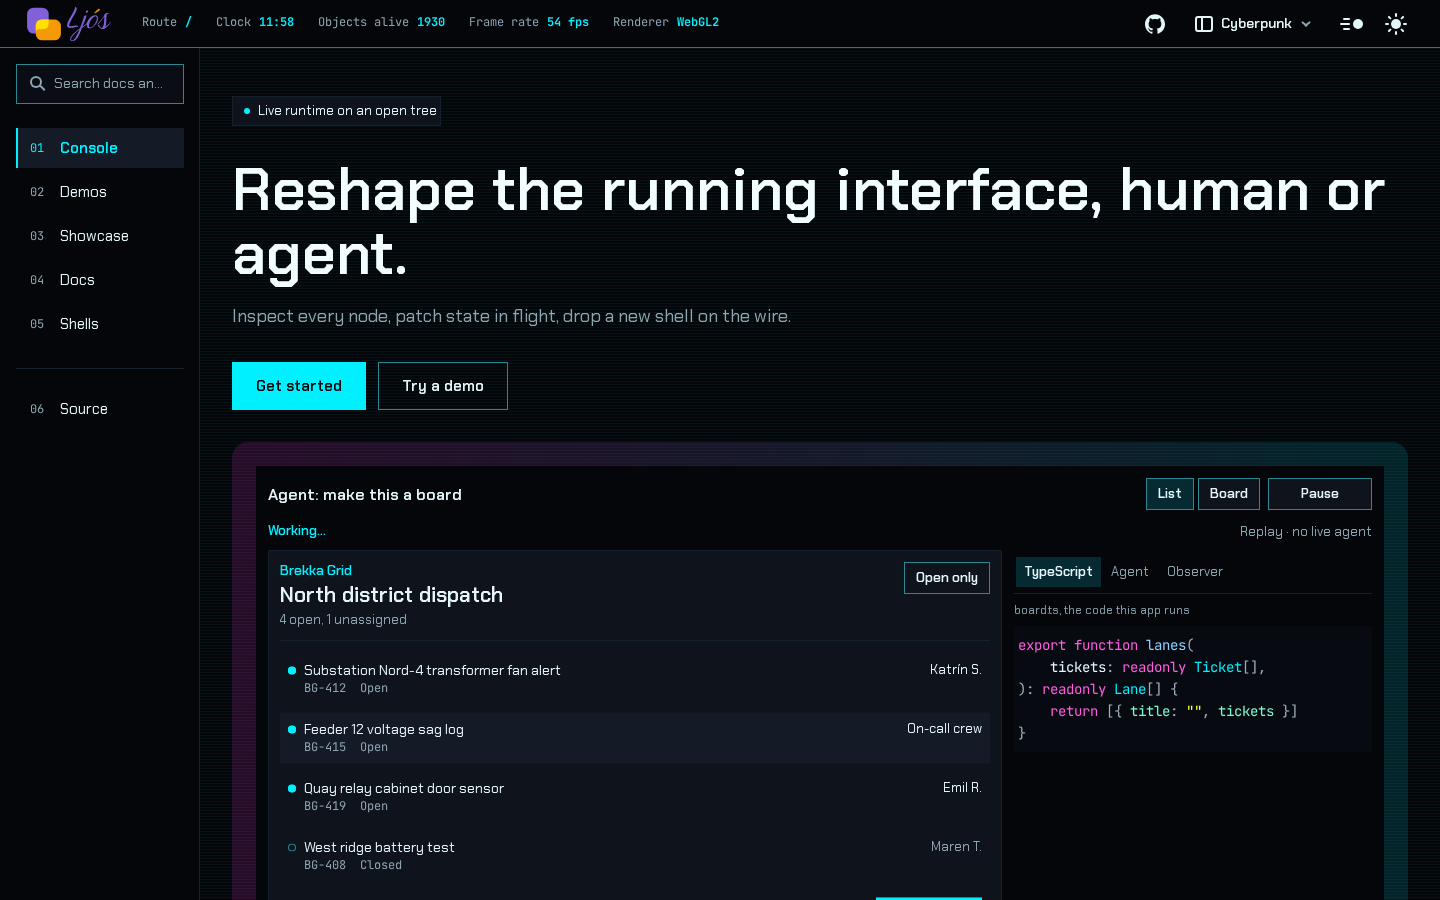 Ljós
Route / Clock 11:58 Objects alive 1930 Frame rate 54 fps Renderer WebGL2
Cyberpunk
Search docs an...
01 Console
02 Demos
03 Showcase
04 Docs
05 Shells
06 Source
Live runtime on an open tree
Reshape the running interface, human or
agent.
Inspect every node, patch state in flight, drop a new shell on the wire.
Get started
Try a demo
Agent: make this a board
List
Board
Pause
Working...
Replay · no live agent
Brekka Grid
North district dispatch
4 open, 1 unassigned
Open only
Substation Nord-4 transformer fan alert
BG-412 Open
Katrín S.
Feeder 12 voltage sag log
BG-415 Open
On-call crew
Quay relay cabinet door sensor
BG-419 Open
Emil R.
West ridge battery test
BG-408 Closed
Maren T.
TypeScript
Agent
Observer
board.ts, the code this app runs
export function lanes(
    tickets: readonly Ticket[],
): readonly Lane[] {
    return [{ title: "", tickets }]
}